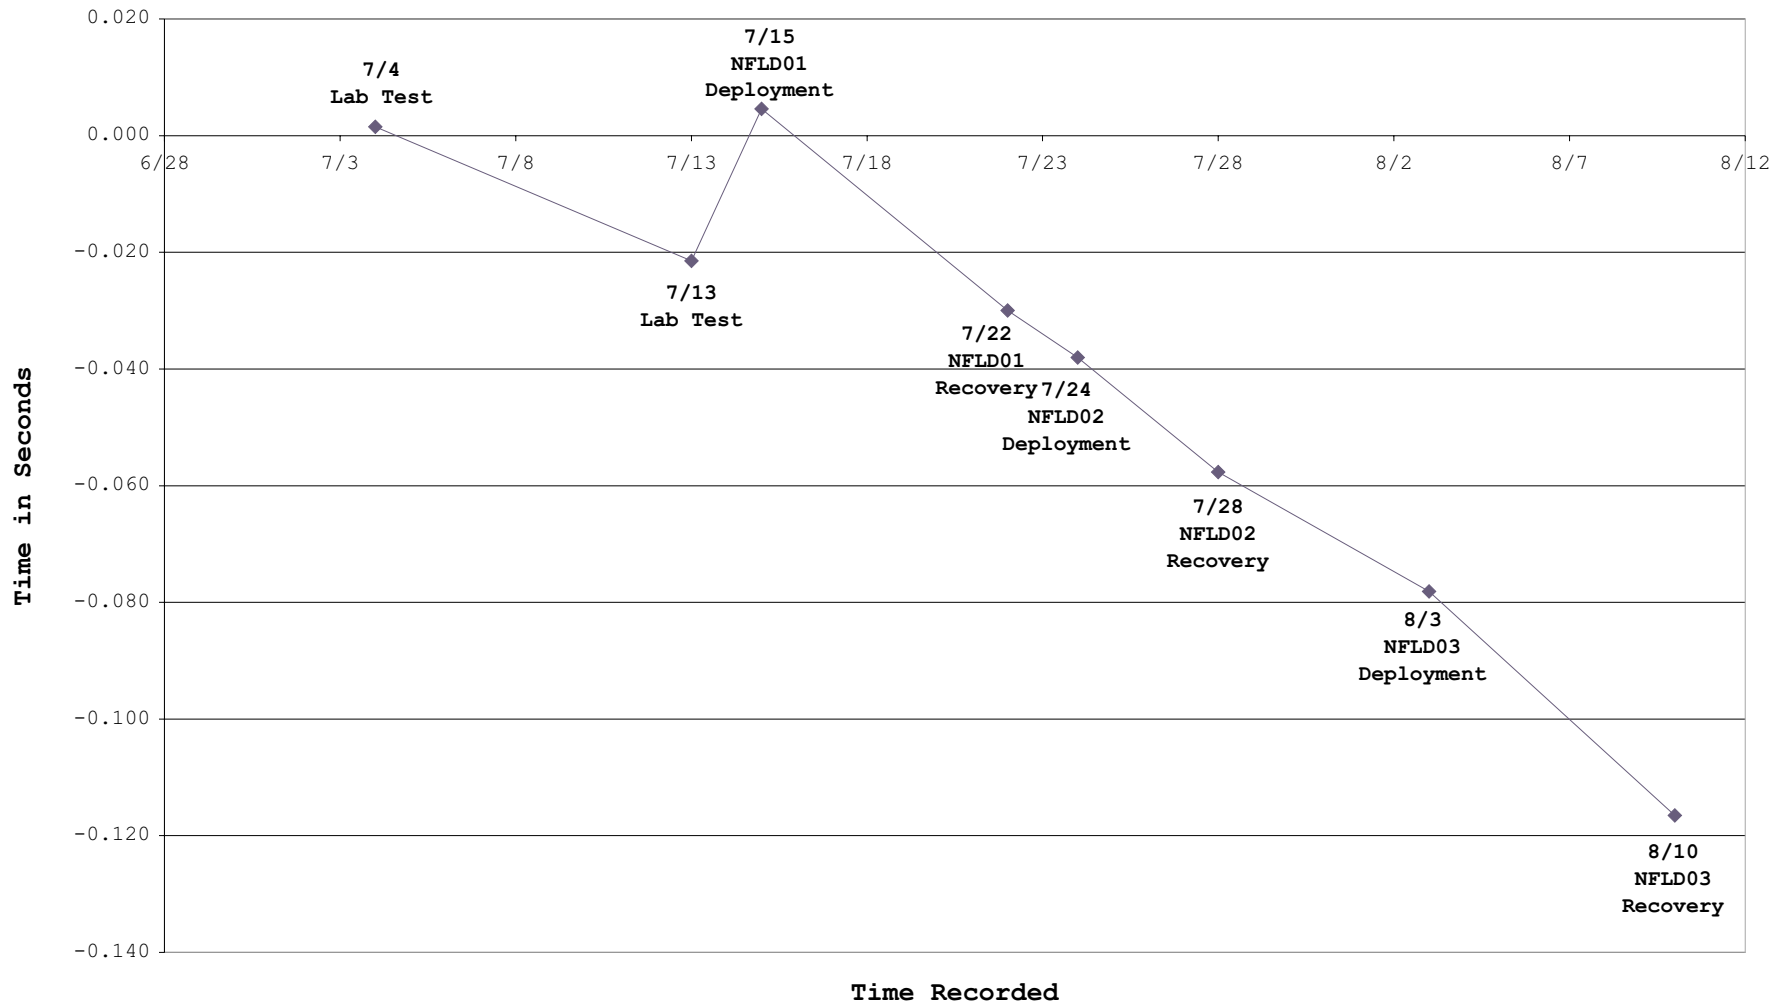 0.020
0.000
-0.020
-0.040
-0.060
-0.080
-0.100
-0.120
-0.140
6/28
7/3
7/8
7/13
7/18
7/23
7/28
8/2
8/7
8/12
7/4
Lab Test
7/13
Lab Test
7/15
NFLD01
Deployment
7/22
NFLD01
Recovery
7/24
NFLD02
Deployment
7/28
NFLD02
Recovery
8/3
NFLD03
Deployment
8/10
NFLD03
Recovery
Time in Seconds
Time Recorded